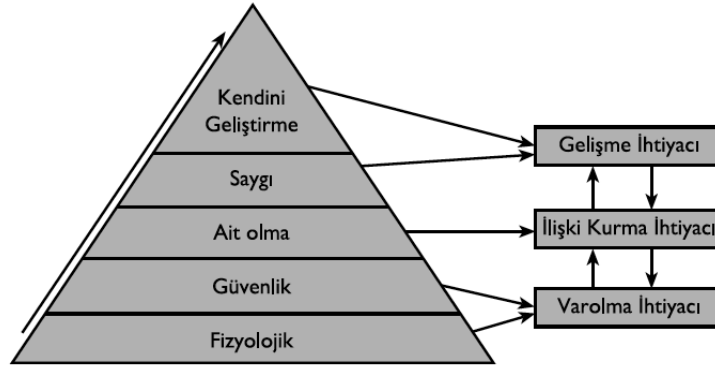 Kendini
Geliştirme
Saygı
Ait olma
Güvenlik
Fizyolojik
Gelişme İhtiyacı
İlişki Kurma İhtiyacı
Varolma İhtiyacı